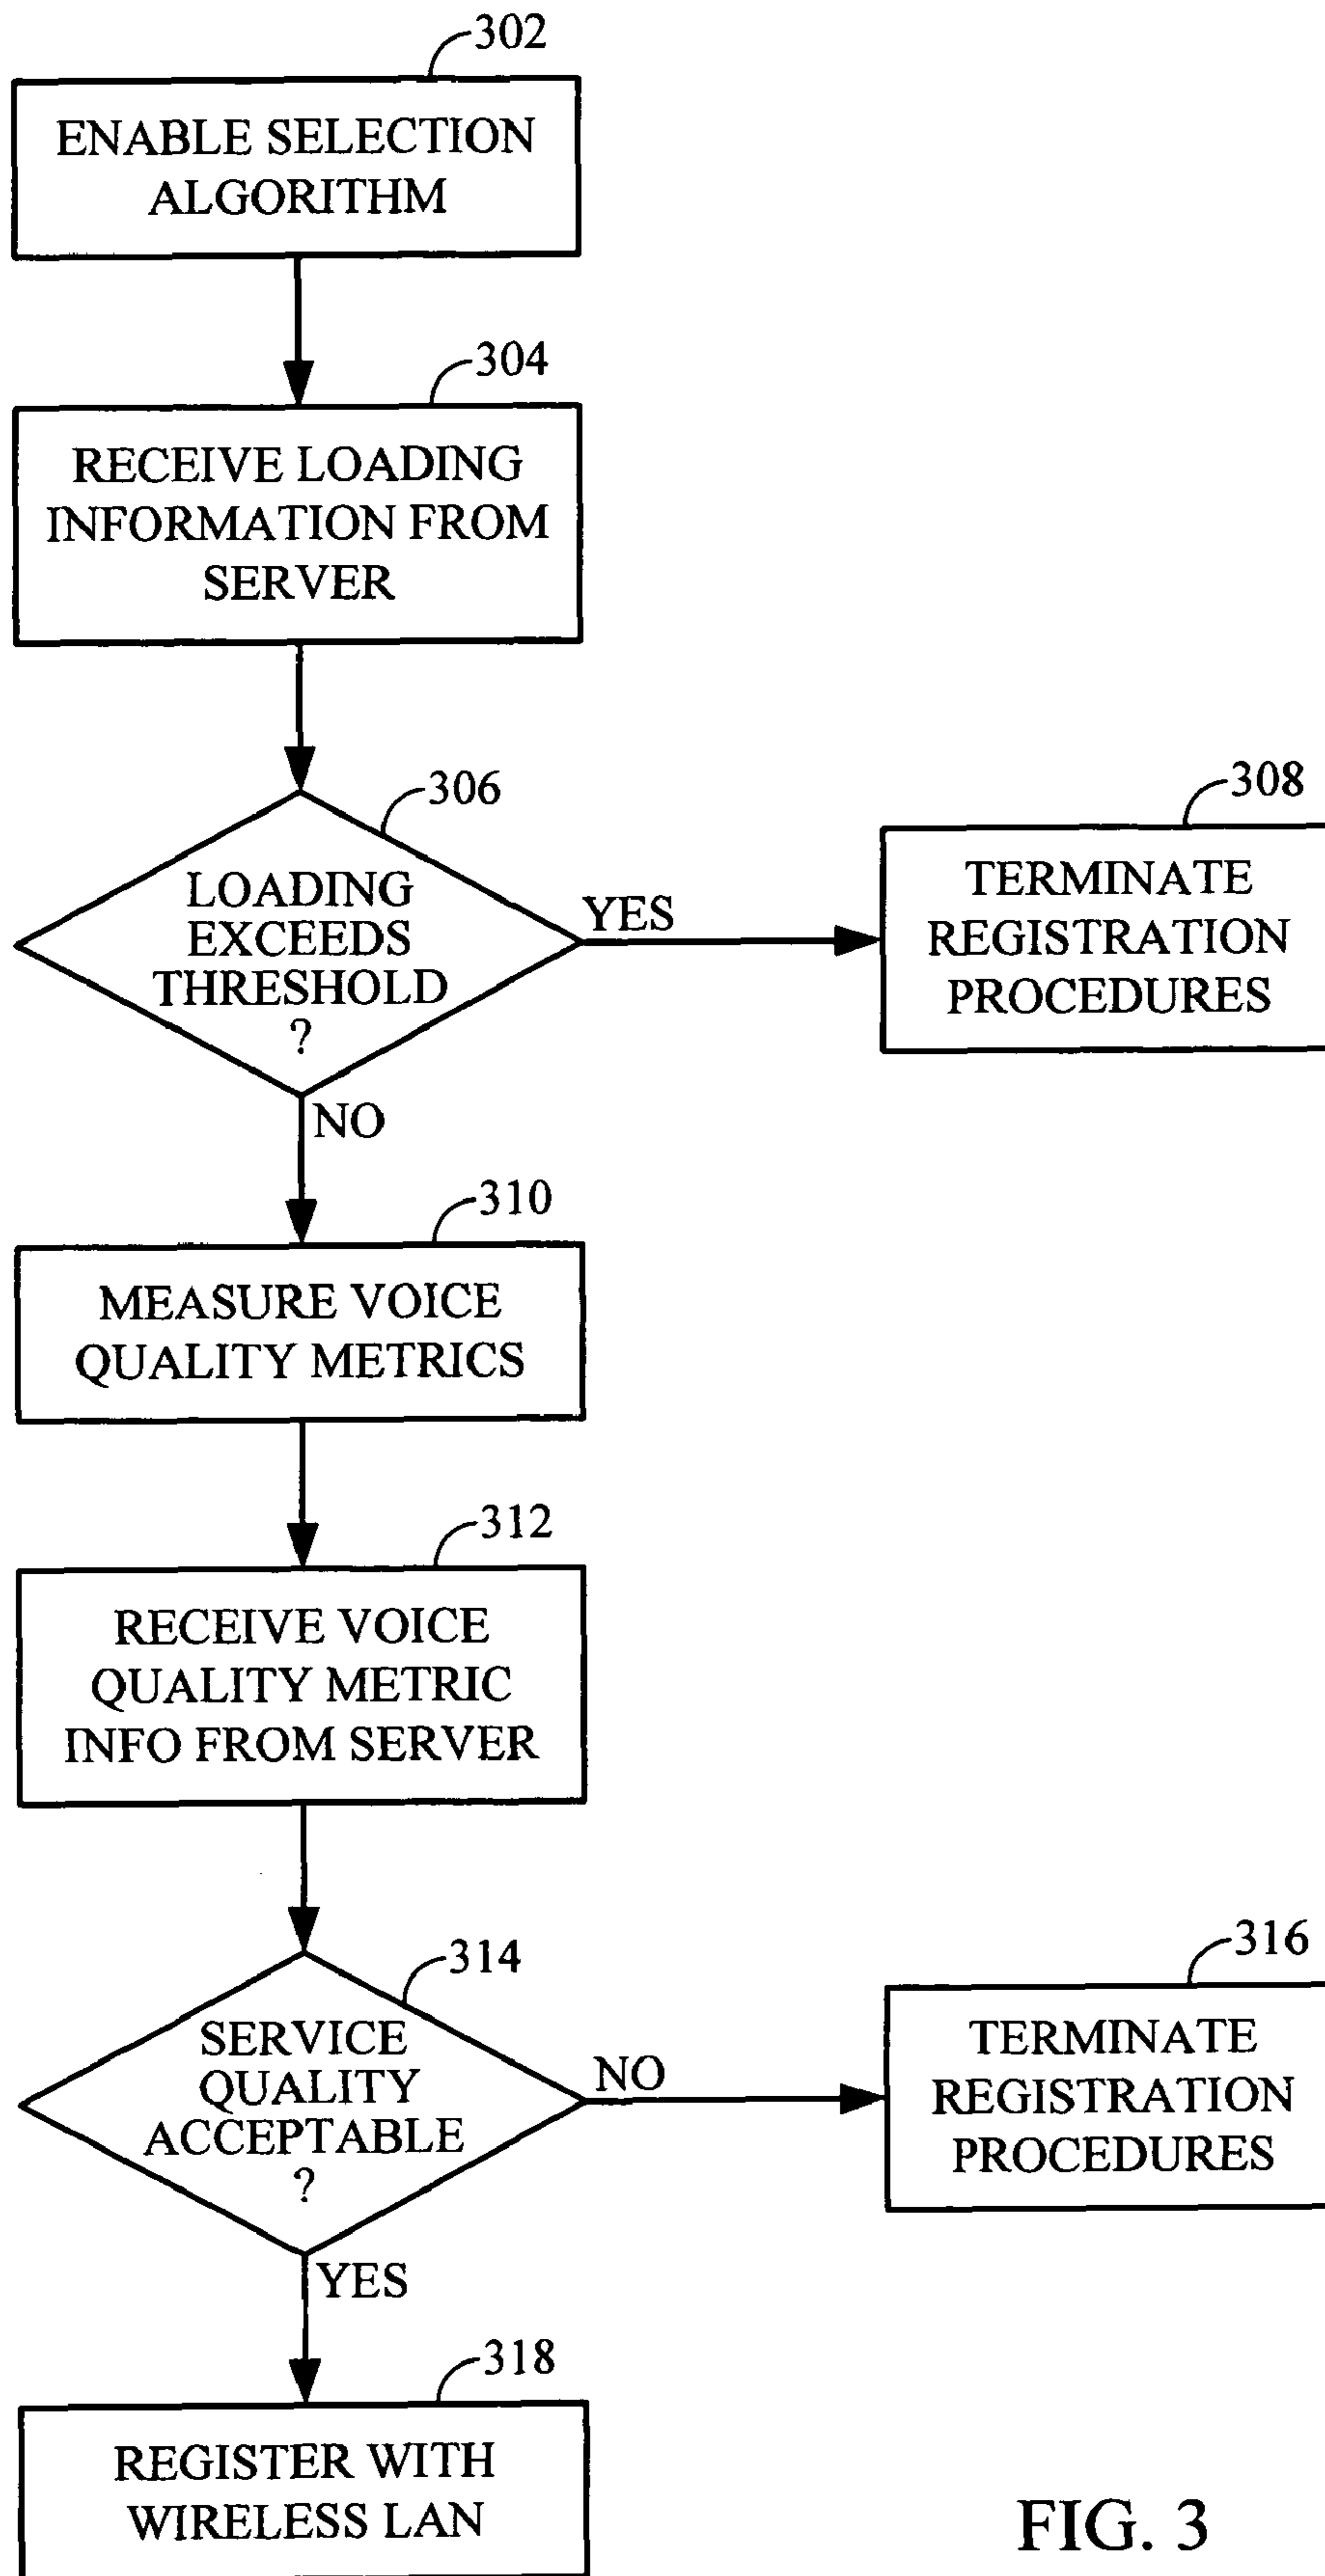 302
ENABLE SELECTION
ALGORITHM
304
RECEIVE LOADING
INFORMATION FROM
SERVER
306
LOADING
EXCEEDS
THRESHOLD
?
YES
308
TERMINATE
REGISTRATION
PROCEDURES
NO
310
MEASURE VOICE
QUALITY METRICS
312
RECEIVE VOICE
QUALITY METRIC
INFO FROM SERVER
314
SERVICE
QUALITY
ACCEPTABLE
?
NO
316
TERMINATE
REGISTRATION
PROCEDURES
YES
318
REGISTER WITH
WIRELESS LAN
FIG. 3